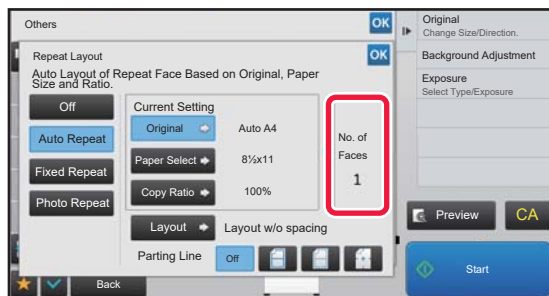 Others
OK
Repeat Layout
OK
Auto Layout of Repeat Face Based on Original, Paper
Size and Ratio.
Off
Auto Repeat
Fixed Repeat
Photo Repeat
Current Setting
Original
Auto A4
Paper Select
8½x11
Copy Ratio
100%
No. of
Faces
1
Layout
Layout w/o spacing
Parting Line
Off
Back
Original
Change Size/Direction.
Background Adjustment
Exposure
Select Type/Exposure
Preview
CA
Start